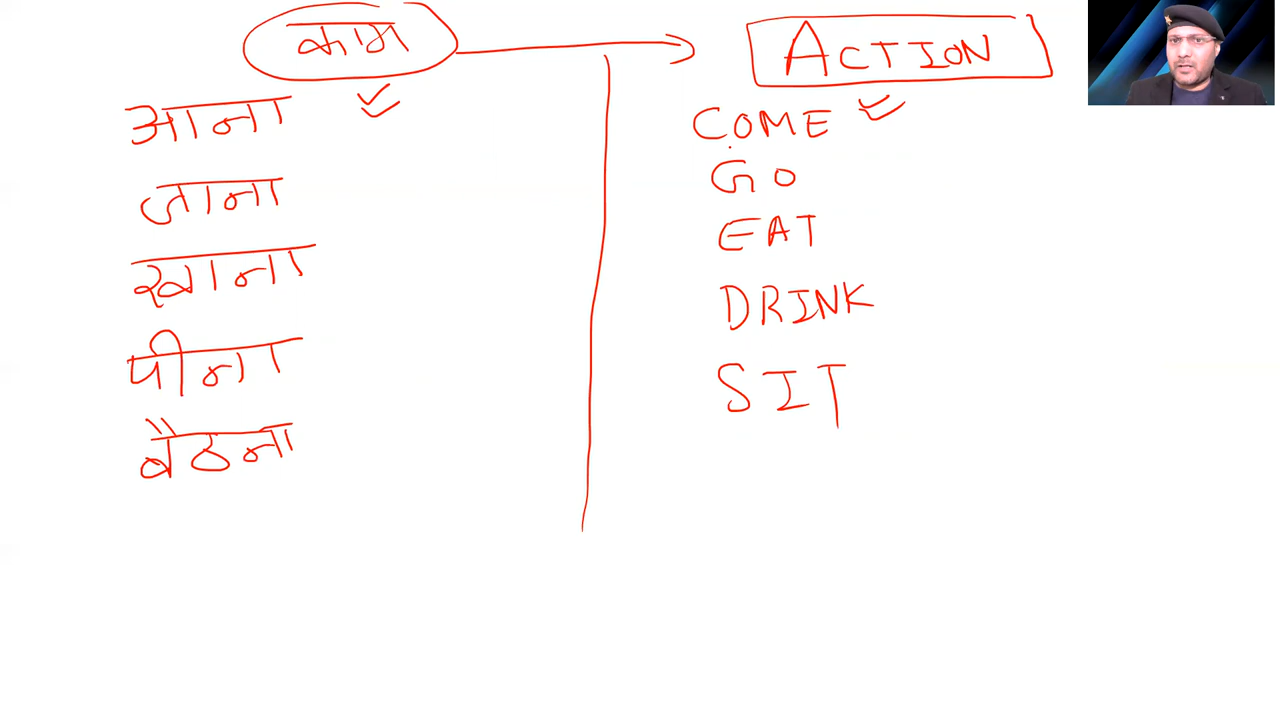 काम
ACTION
आना
COME
जाना
GO
खाना
EAT
पीना
DRINK
बैठना
SIT